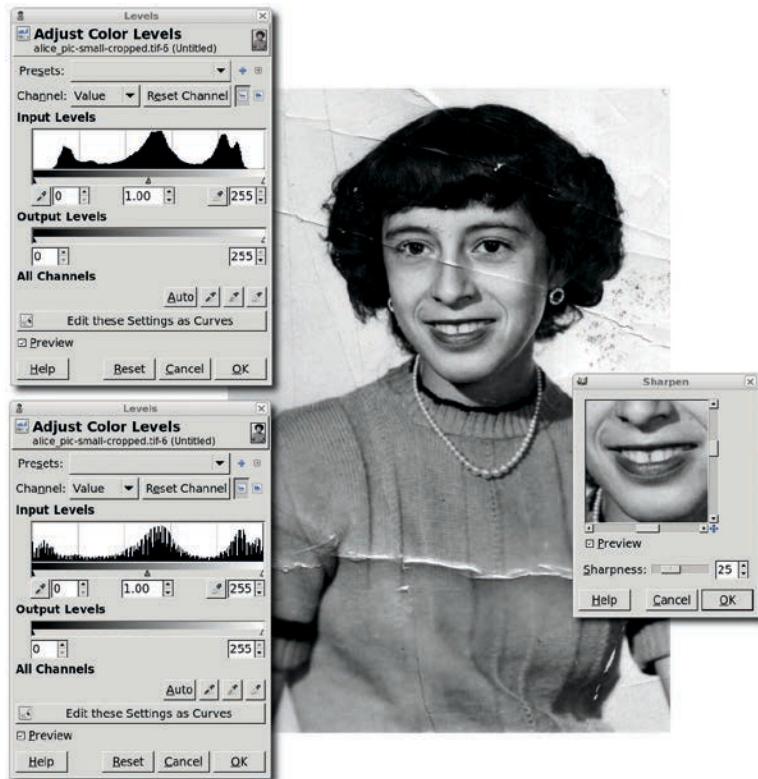 Levels
Adjust Color Levels
alice_pic-small-cropped.tif-6 (Untitled)
Presets:
Channel: Value Reset Channel
Input Levels
0 1.00 255
Output Levels
0 255
All Channels
Auto
Edit these Settings as Curves
Preview
Help Reset Cancel OK
Levels
Adjust Color Levels
alice_pic-small-cropped.tif-6 (Untitled)
Presets:
Channel: Value Reset Channel
Input Levels
0 1.00 255
Output Levels
0 255
All Channels
Auto
Edit these Settings as Curves
Preview
Help Reset Cancel OK
Sharpen
Preview
Sharpness: 25
Help Cancel OK